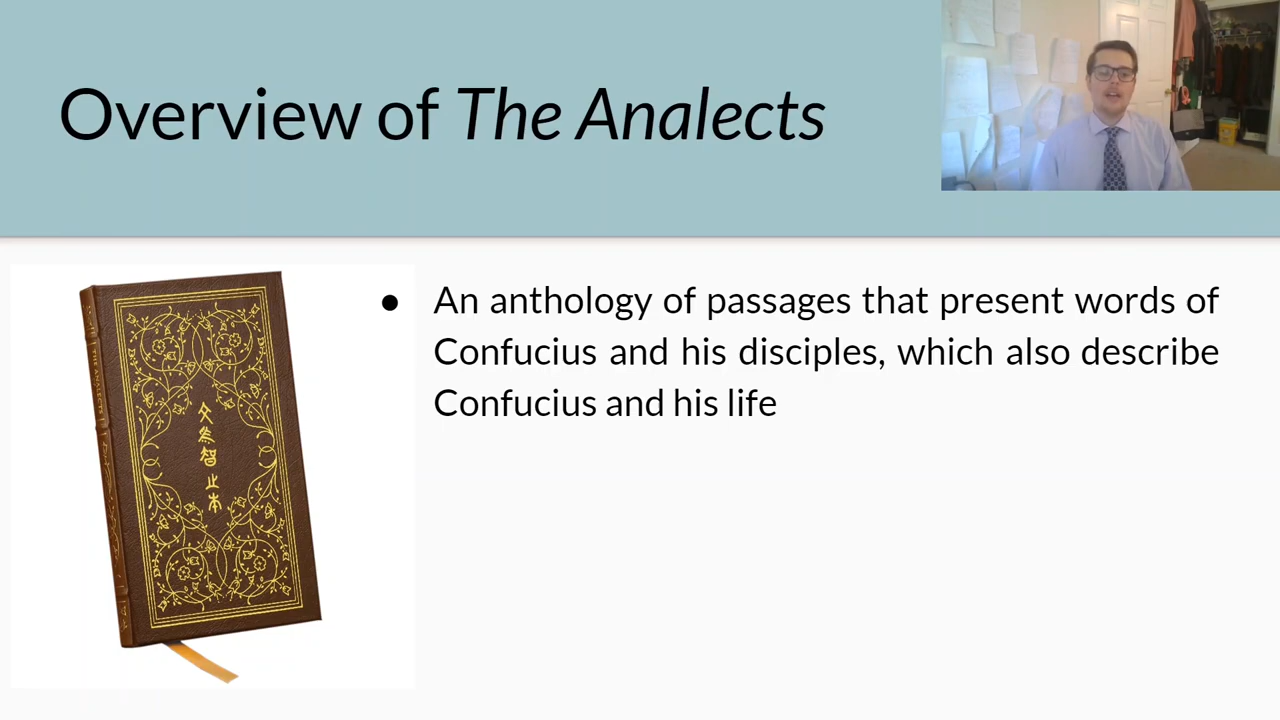 Overview of The Analects
● An anthology of passages that present words of
Confucius and his disciples, which also describe
Confucius and his life